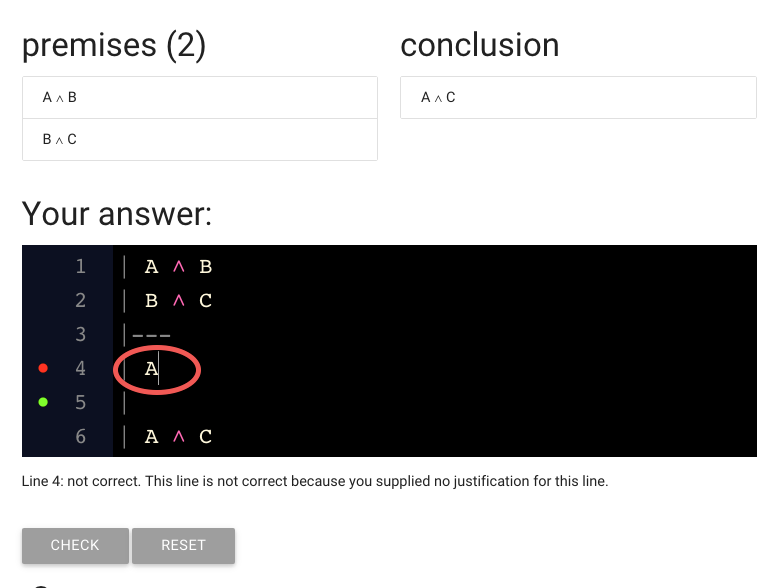 premises (2)
conclusion
A ∧ B
A ∧ C
B ∧ C
Your answer:
1 | A ∧ B
2 | B ∧ C
3 |---
4 | A
5 |
6 | A ∧ C
Line 4: not correct. This line is not correct because you supplied no justification for this line.
CHECK
RESET